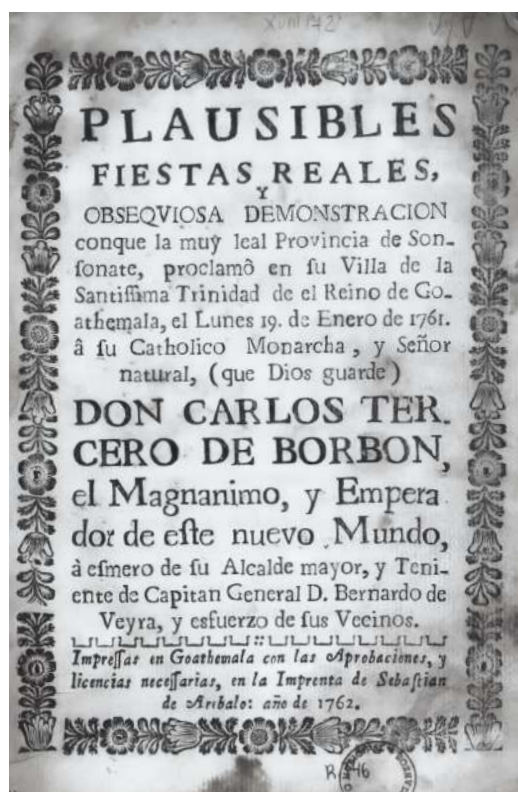 PLAUSIBLES
FIESTAS REALES,
Y
OBSEQVIOSA DEMONSTRACION
conque la muy leal Provincia de Son-
ſonate, proclamô en ſu Villa de la
Santiſſima Trinidad de el Reino de Go-
athemala, el Lunes 19. de Enero de 1761.
â ſu Catholico Monarcha, y Señor
natural, (que Dios guarde)
DON CARLOS TER-
CERO DE BORBON,
el Magnanimo, y Empera
dor de eſte nuevo Mundo,
à eſmero de ſu Alcalde mayor, y Teni-
ente de Capitan General D. Bernardo de
Veyra, y esfuerzo de ſus Vecinos.
Impreſſas en Goathemala con las Aprobaciones, y
licencias neceſſarias, en la Imprenta de Sebaſtian
de Arèbalo: año de 1762.